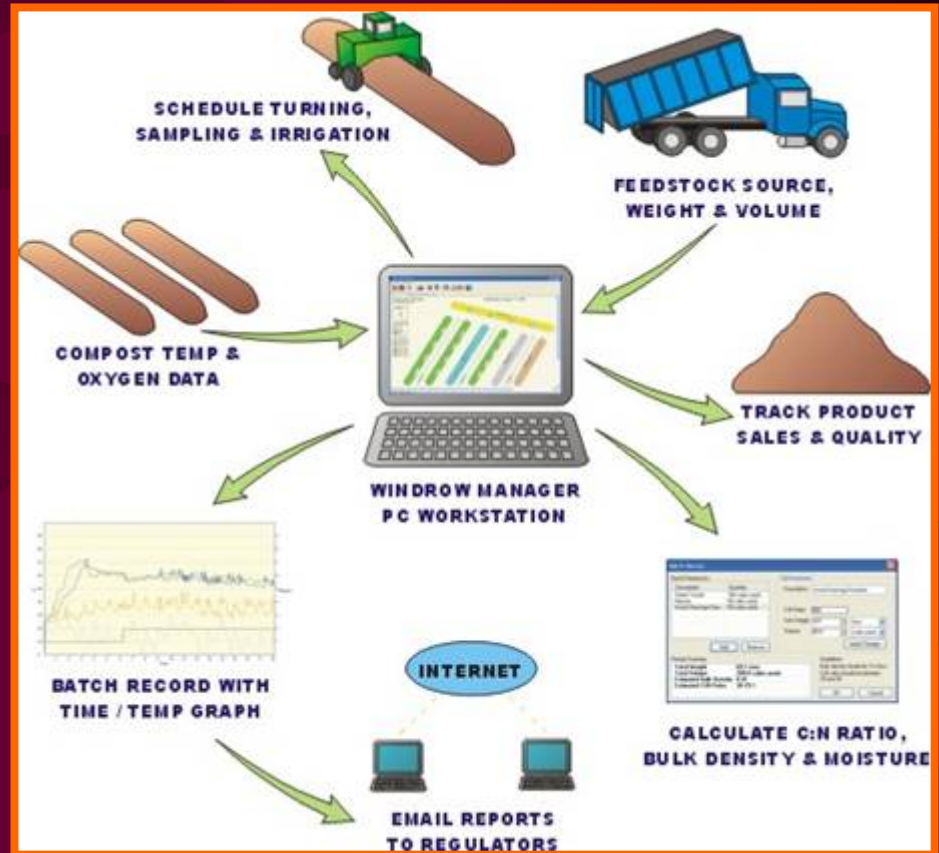 SCHEDULE TURNING,
SAMPLING & IRRIGATION
FEEDSTOCK SOURCE,
WEIGHT & VOLUME
COMPOST TEMP &
OXYGEN DATA
TRACK PRODUCT
SALES & QUALITY
WINDROW MANAGER
PC WORKSTATION
BATCH RECORD WITH
TIME / TEMP GRAPH
INTERNET
CALCULATE C:N RATIO,
BULK DENSITY & MOISTURE
EMAIL REPORTS
TO REGULATORS